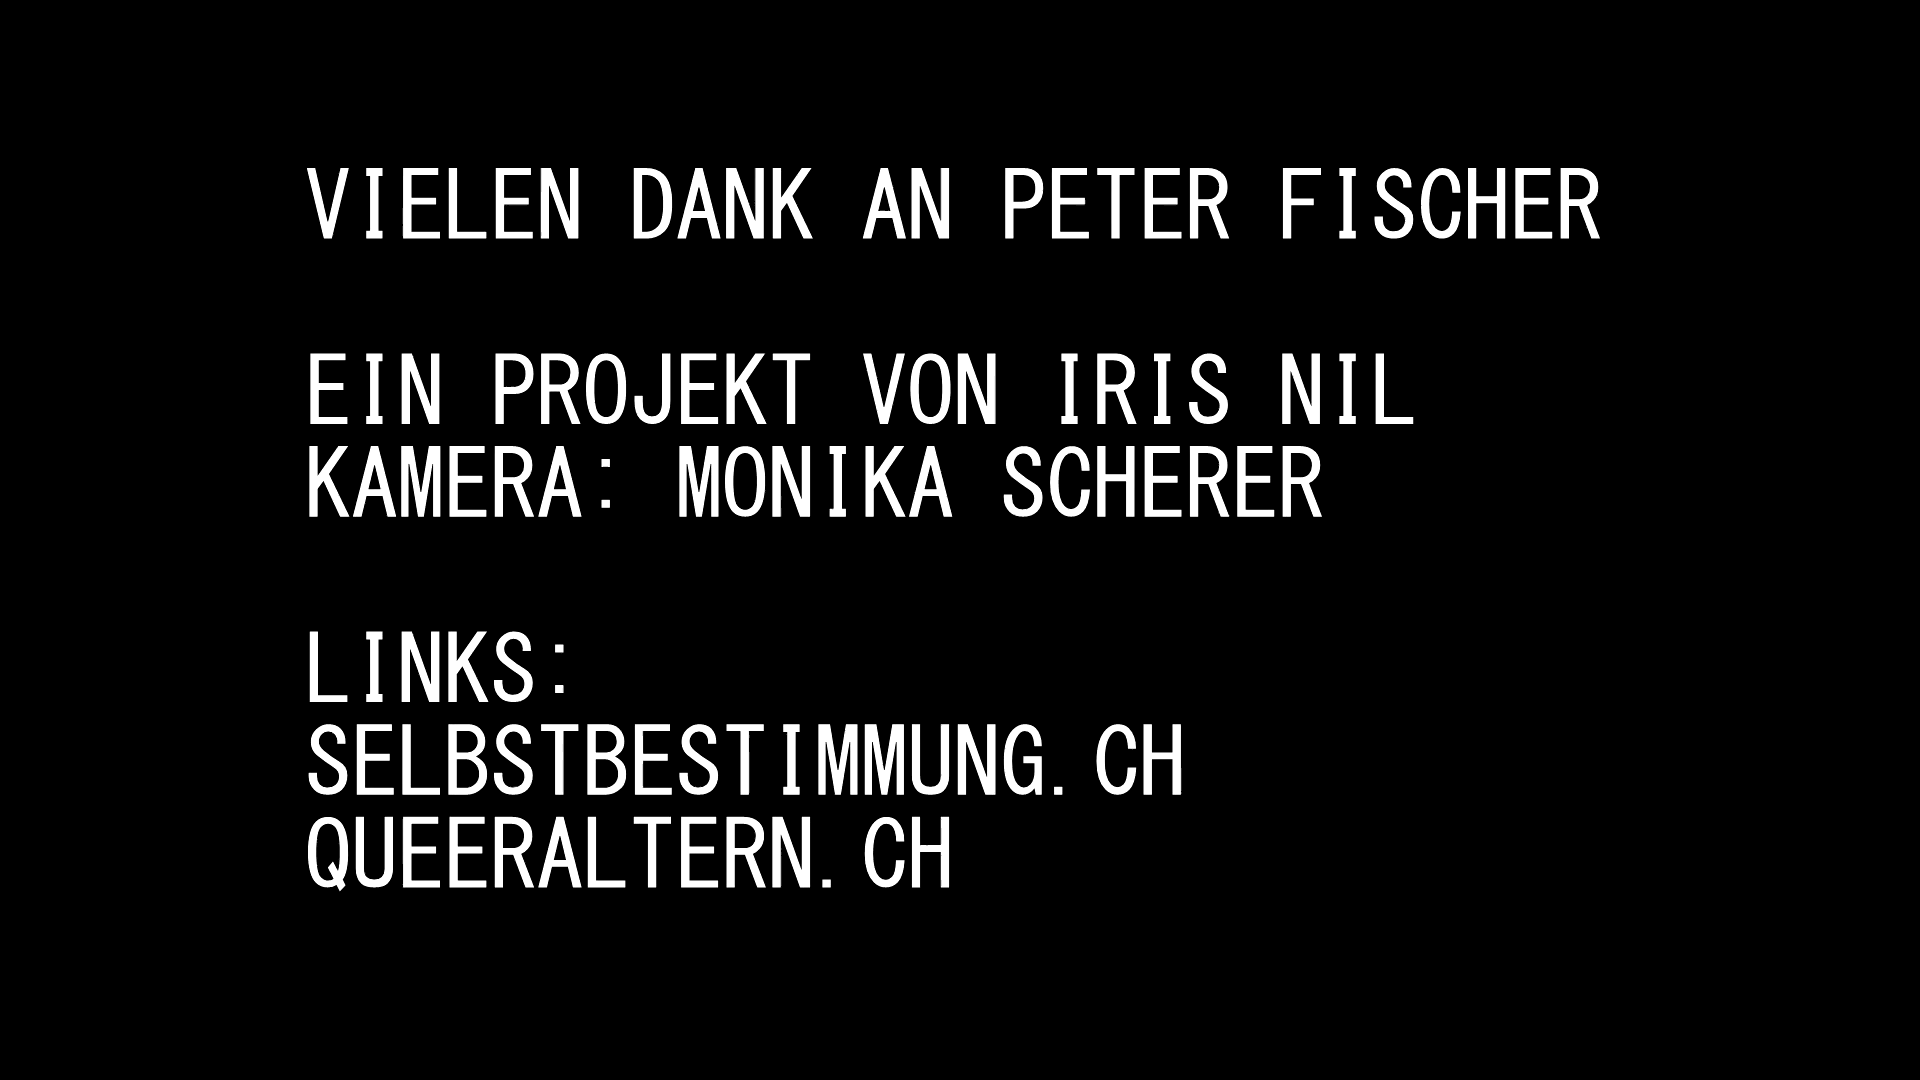 VIELEN DANK AN PETER FISCHER
EIN PROJEKT VON IRIS NIL
KAMERA: MONIKA SCHERER
LINKS:
SELBSTBESTIMMUNG.CH
QUEERALTERN.CH